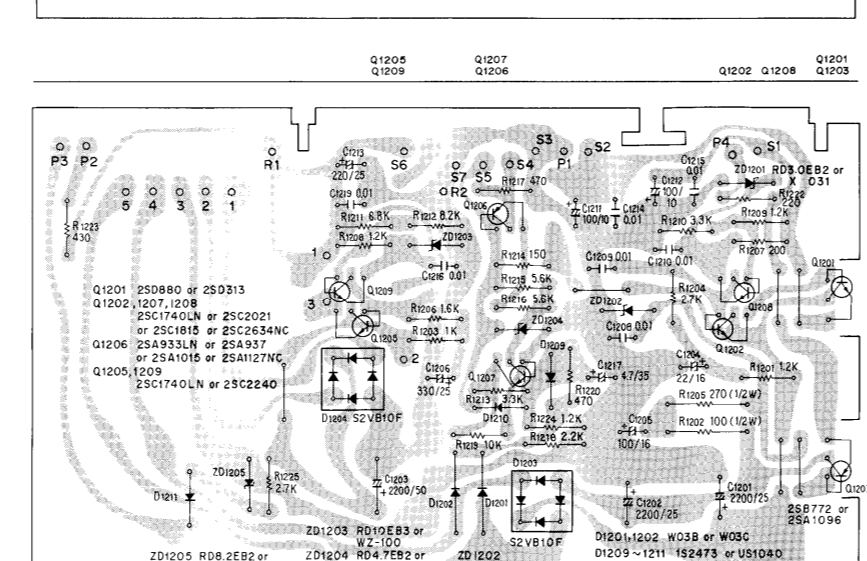 Q1205 Q1207 Q1201
Q1209 Q1206 Q1202 Q1208 Q1203
P3 P2 R1 C1213 220/25 S6 S7 S5 S4 S3 P1 S2 P4 S1
C1219 0.01 R2 R1217 470
C1212 100/10 C1215 0.01 ZD1201 RD3.0EB2 or
X 031
R1222 220
5 4 3 2 1
R1223 430
R1211 6.8K R1212 8.2K Q1206 C1211 100/10 C1214 0.01 R1210 3.3K R1209 1.2K
R1208 1.2K ZD1203 R1207 200
1 C1216 0.01 R1214 150 C1209 0.01 C1210 0.01 Q1201
Q1209 R1215 5.6K R1204 2.7K Q1208
3 R1216 5.6K ZD1202
R1206 1.6K ZD1204 C1208 0.01 Q1202
Q1205 R1203 1K
Q1201 2SD880 or 2SD313
Q1202,1207,1208
2SC1740LN or 2SC2021
or 2SC1815 or 2SC2634NC
Q1206 2SA933LN or 2SA937
or 2SA1015 or 2SA1127NC
Q1205,1209
2SC1740LN or 2SC2240
2 D1209 C1204 22/16
C1206 330/25 Q1207 R1220 470 C1217 4.7/35 R1201 1.2K
R1213 3.3K R1205 270 (1/2W)
D1204 S2VB10F D1210
R1224 1.2K C1205 100/16 R1202 100 (1/2W)
R1219 10K R1218 2.2K
ZD1205 R1225 2.7K C1203 2200/50 D1203
D1211 D1202 D1201 C1202 2200/25 C1201 2200/25
S2VB10F 2SB772 or
2SA1096
ZD1203 RD10EB3 or
WZ-100
D1201,1202 W03B or W03C
ZD1205 RD8.2EB2 or ZD1204 RD4.7EB2 or ZD1202 D1209~1211 1S2473 or US1040